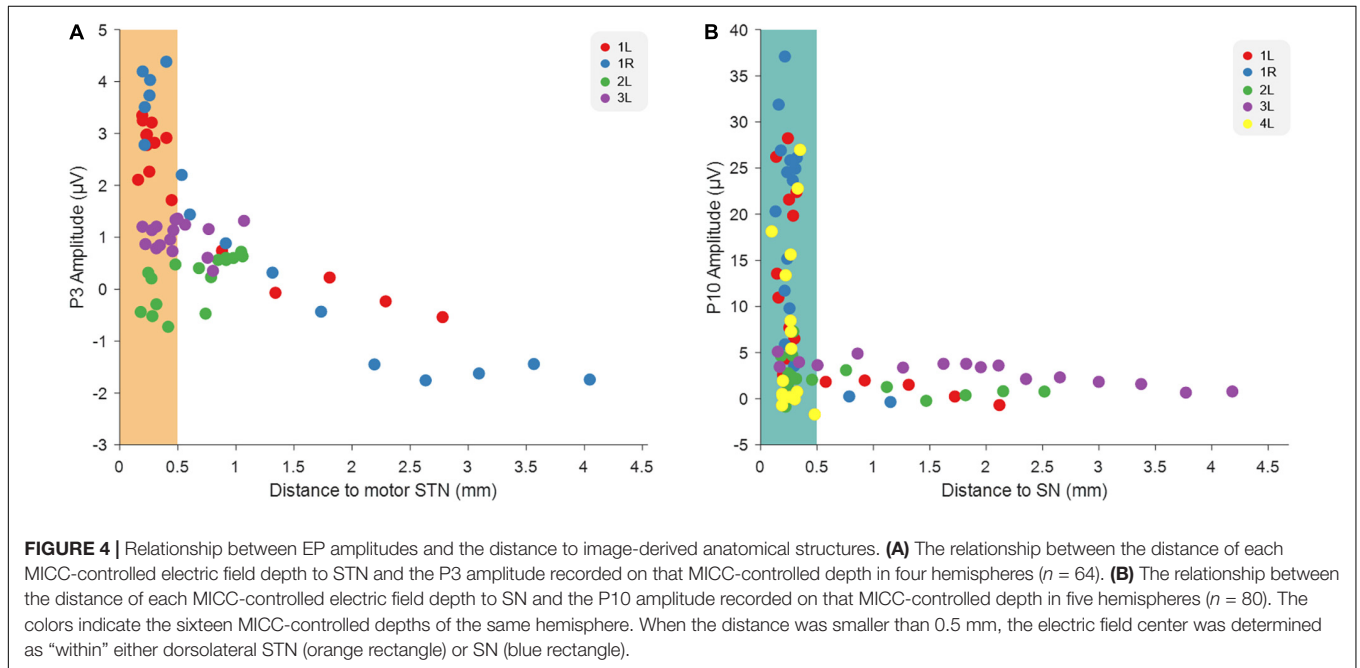 A
5
4
3
2
1
0
-1
-2
-3
P3 Amplitude (µV)
0 0.5 1 1.5 2 2.5 3 3.5 4 4.5
Distance to motor STN (mm)
1L
1R
2L
3L
B
40
35
30
25
20
15
10
5
0
-5
P10 Amplitude (µV)
0 0.5 1 1.5 2 2.5 3 3.5 4 4.5
Distance to SN (mm)
1L
1R
2L
3L
4L
FIGURE 4 | Relationship between EP amplitudes and the distance to image-derived anatomical structures. (A) The relationship between the distance of each
MICC-controlled electric field depth to STN and the P3 amplitude recorded on that MICC-controlled depth in four hemispheres (n = 64). (B) The relationship between
the distance of each MICC-controlled electric field depth to SN and the P10 amplitude recorded on that MICC-controlled depth in five hemispheres (n = 80). The
colors indicate the sixteen MICC-controlled depths of the same hemisphere. When the distance was smaller than 0.5 mm, the electric field center was determined
as “within” either dorsolateral STN (orange rectangle) or SN (blue rectangle).